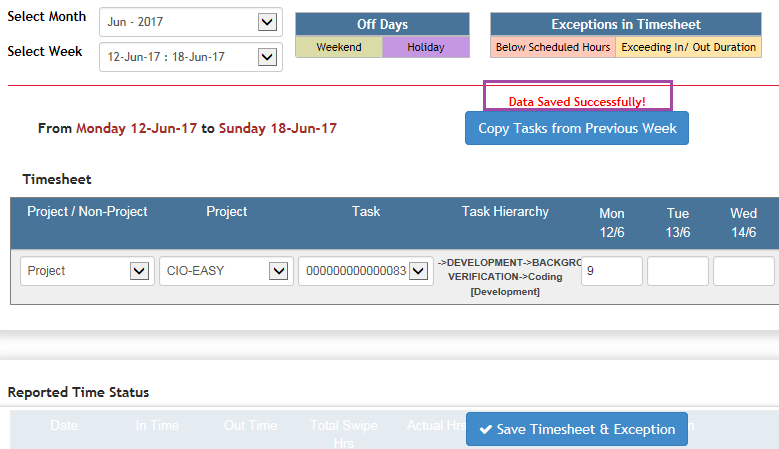 Select Month
Jun - 2017
Select Week
12-Jun-17 : 18-Jun-17
Off Days
Weekend
Holiday
Exceptions in Timesheet
Below Scheduled Hours
Exceeding In/ Out Duration
Data Saved Successfully!
From Monday 12-Jun-17 to Sunday 18-Jun-17
Copy Tasks from Previous Week
Timesheet
Project / Non-Project
Project
Task
Task Hierarchy
Mon
12/6
Tue
13/6
Wed
14/6
Project
CIO-EASY
000000000000083
->DEVELOPMENT->BACKGRO
VERIFICATION->Coding
[Development]
9
Reported Time Status
Date
In Time
Out Time
Total Swipe
Hrs
Actual Hrs
Save Timesheet & Exception